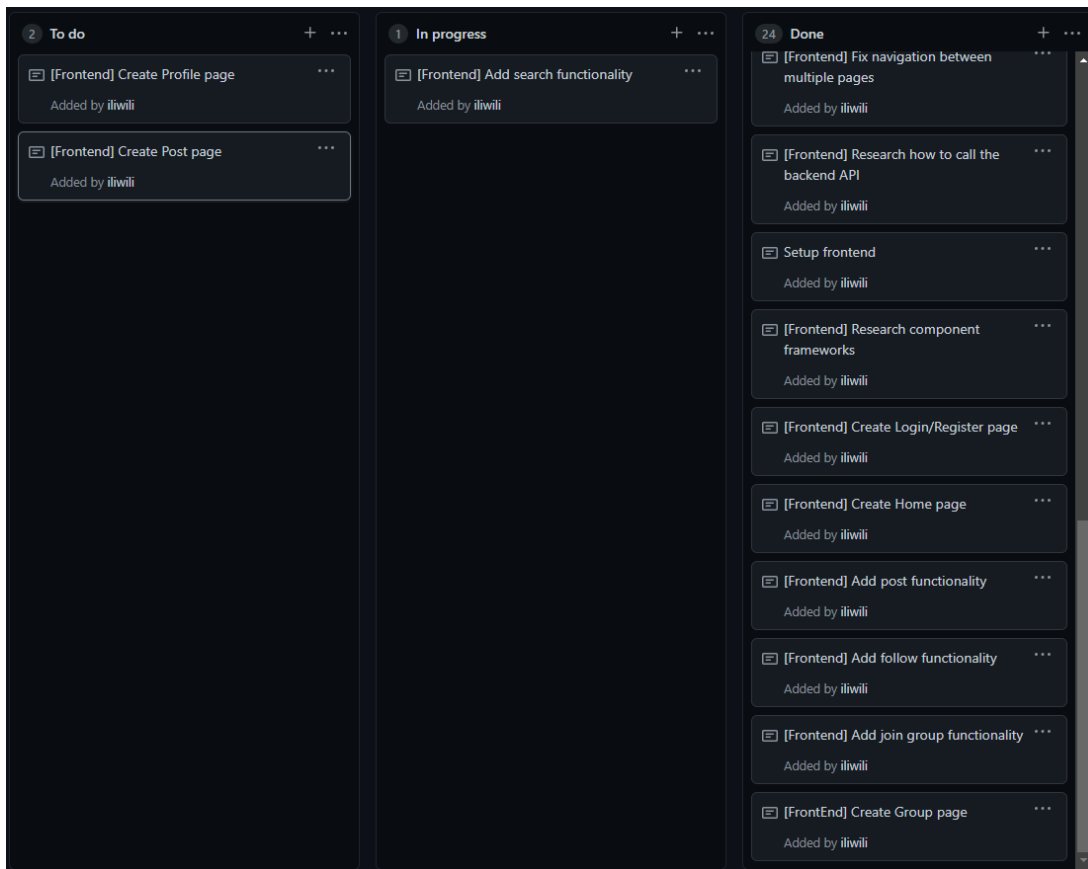 2 To do
[Frontend] Create Profile page
Added by iliwili
[Frontend] Create Post page
Added by iliwili
1 In progress
[Frontend] Add search functionality
Added by iliwili
24 Done
[Frontend] Fix navigation between
multiple pages
Added by iliwili
[Frontend] Research how to call the
backend API
Added by iliwili
Setup frontend
Added by iliwili
[Frontend] Research component
frameworks
Added by iliwili
[Frontend] Create Login/Register page
Added by iliwili
[Frontend] Create Home page
Added by iliwili
[Frontend] Add post functionality
Added by iliwili
[Frontend] Add follow functionality
Added by iliwili
[Frontend] Add join group functionality
Added by iliwili
[FrontEnd] Create Group page
Added by iliwili